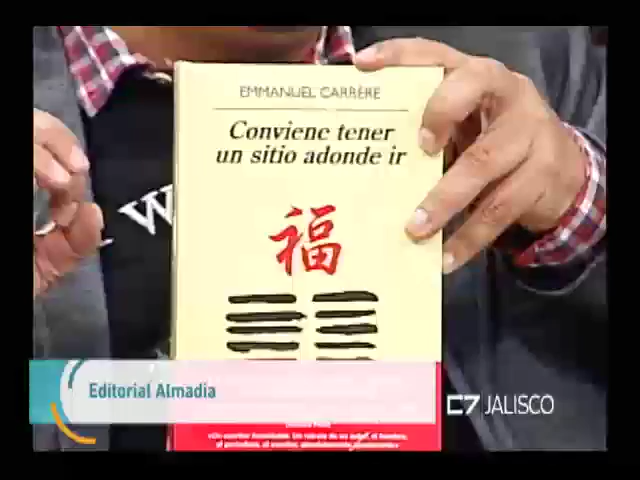 EMMANUEL CARRÈRE
Conviene tener
un sitio adonde ir
福
W
Editorial Almadia
C7 JALISCO